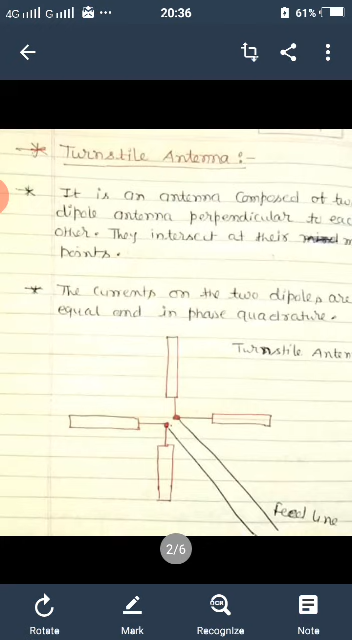 4G G ... 20:36 61%
Turnstile Antenna :-
* It is an antenna composed of tw
dipole antenna perpendicular to eac
other. They intersect at their m
points.
* The currents on the two dipoles are
equal and in phase quadrature.
Turnstile Anten
Feed line
2/6
Rotate Mark OCR Recognize Note